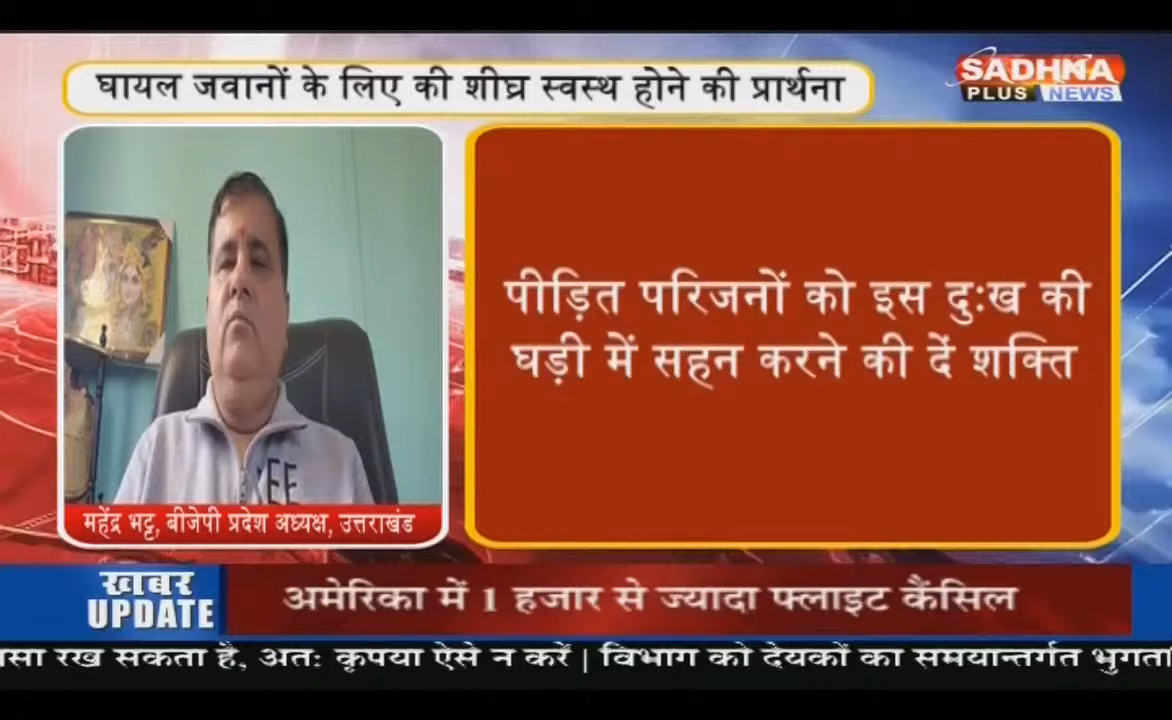 घायल जवानों के लिए की शीघ्र स्वस्थ होने की प्रार्थना
SADHNA
PLUS NEWS
पीड़ित परिजनों को इस दुःख की
घड़ी में सहन करने की दें शक्ति
महेंद्र भट्ट, बीजेपी प्रदेश अध्यक्ष, उत्तराखंड
खबर
UPDATE
अमेरिका में 1 हजार से ज्यादा फ्लाइट कैंसिल
रख सकता है, अतः कृपया ऐसे न करें | विभाग को देयकों का समयान्तर्गत